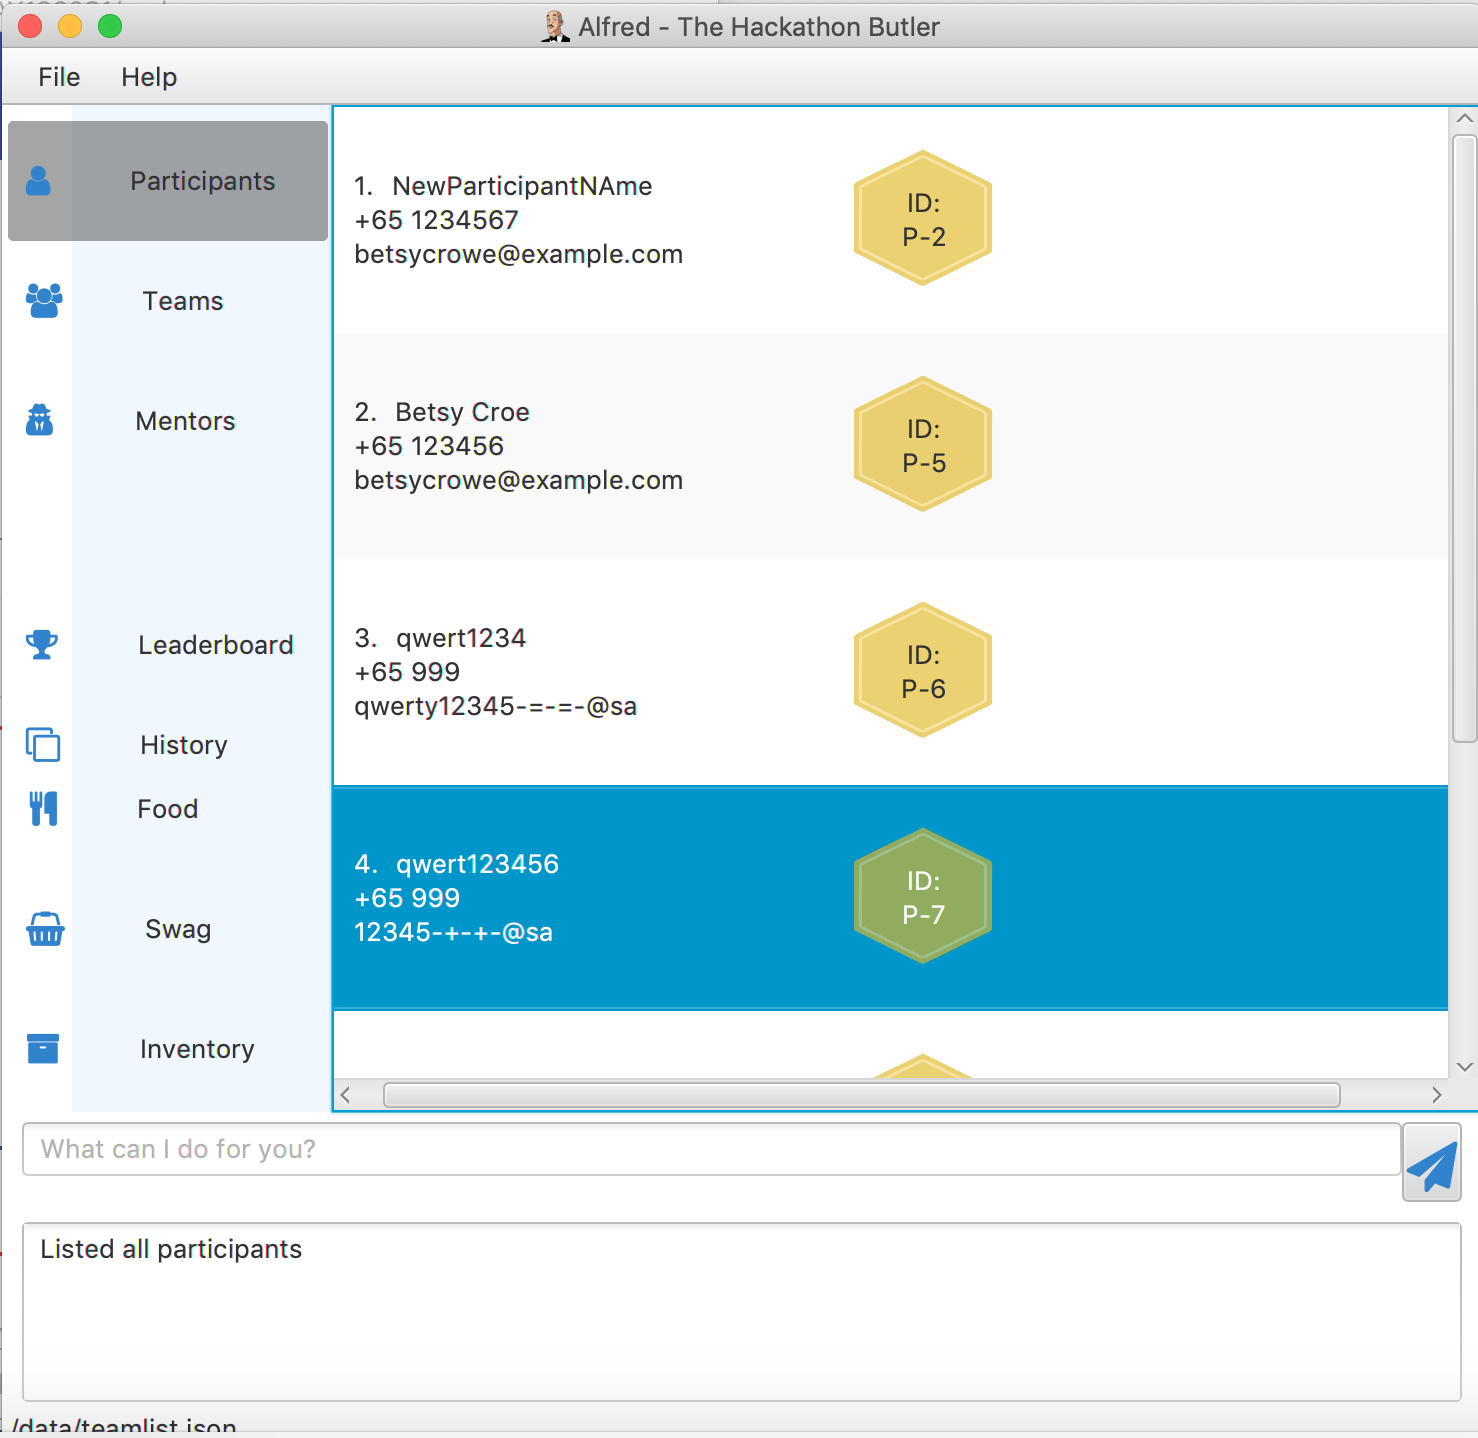 Alfred - The Hackathon Butler
File Help
Participants
Teams
Mentors
Leaderboard
History
Food
Swag
Inventory
1. NewParticipantNAme
+65 1234567
betsycrowe@example.com
ID:
P-2
2. Betsy Croe
+65 123456
betsycrowe@example.com
ID:
P-5
3. qwert1234
+65 999
qwerty12345-=-=-@sa
ID:
P-6
4. qwert123456
+65 999
12345-+-+-@sa
ID:
P-7
What can I do for you?
Listed all participants
/data/teamlist.json